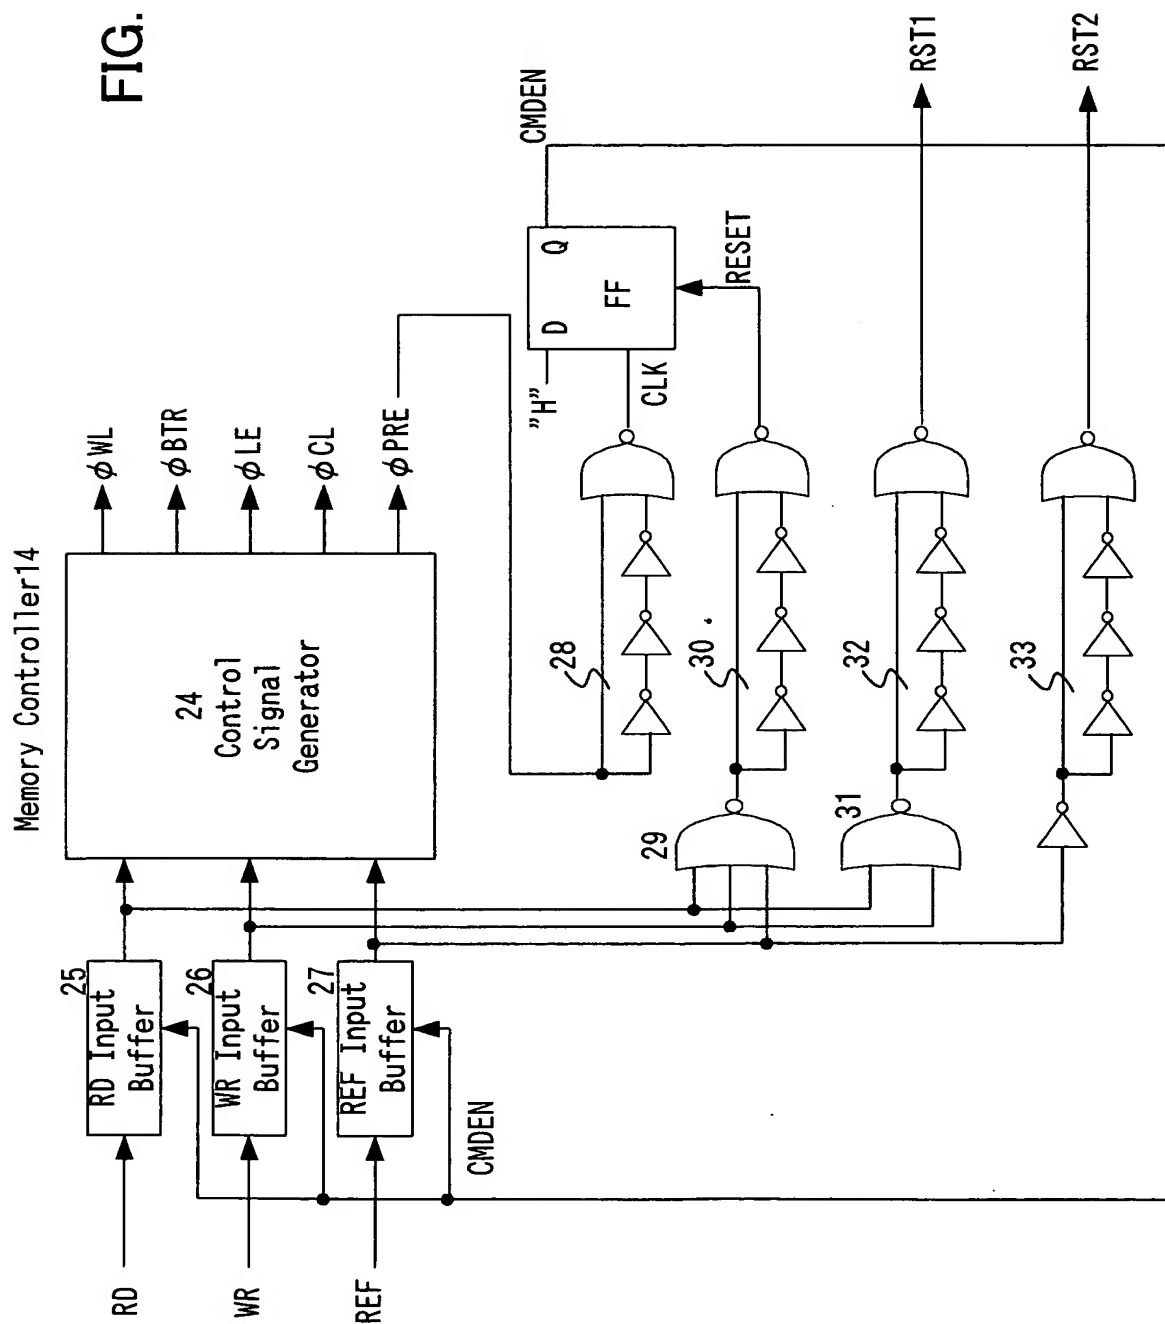 FIG.
Memory Controller14
24
Control
Signal
Generator
φWL
φBTR
φLE
φCL
φPRE
25
RD Input
Buffer
26
WR Input
Buffer
27
REF Input
Buffer
RD
WR
REF
CMDEN
"H"
D
Q
FF
CLK
RESET
CMDEN
28
29
30
31
32
33
RST1
RST2